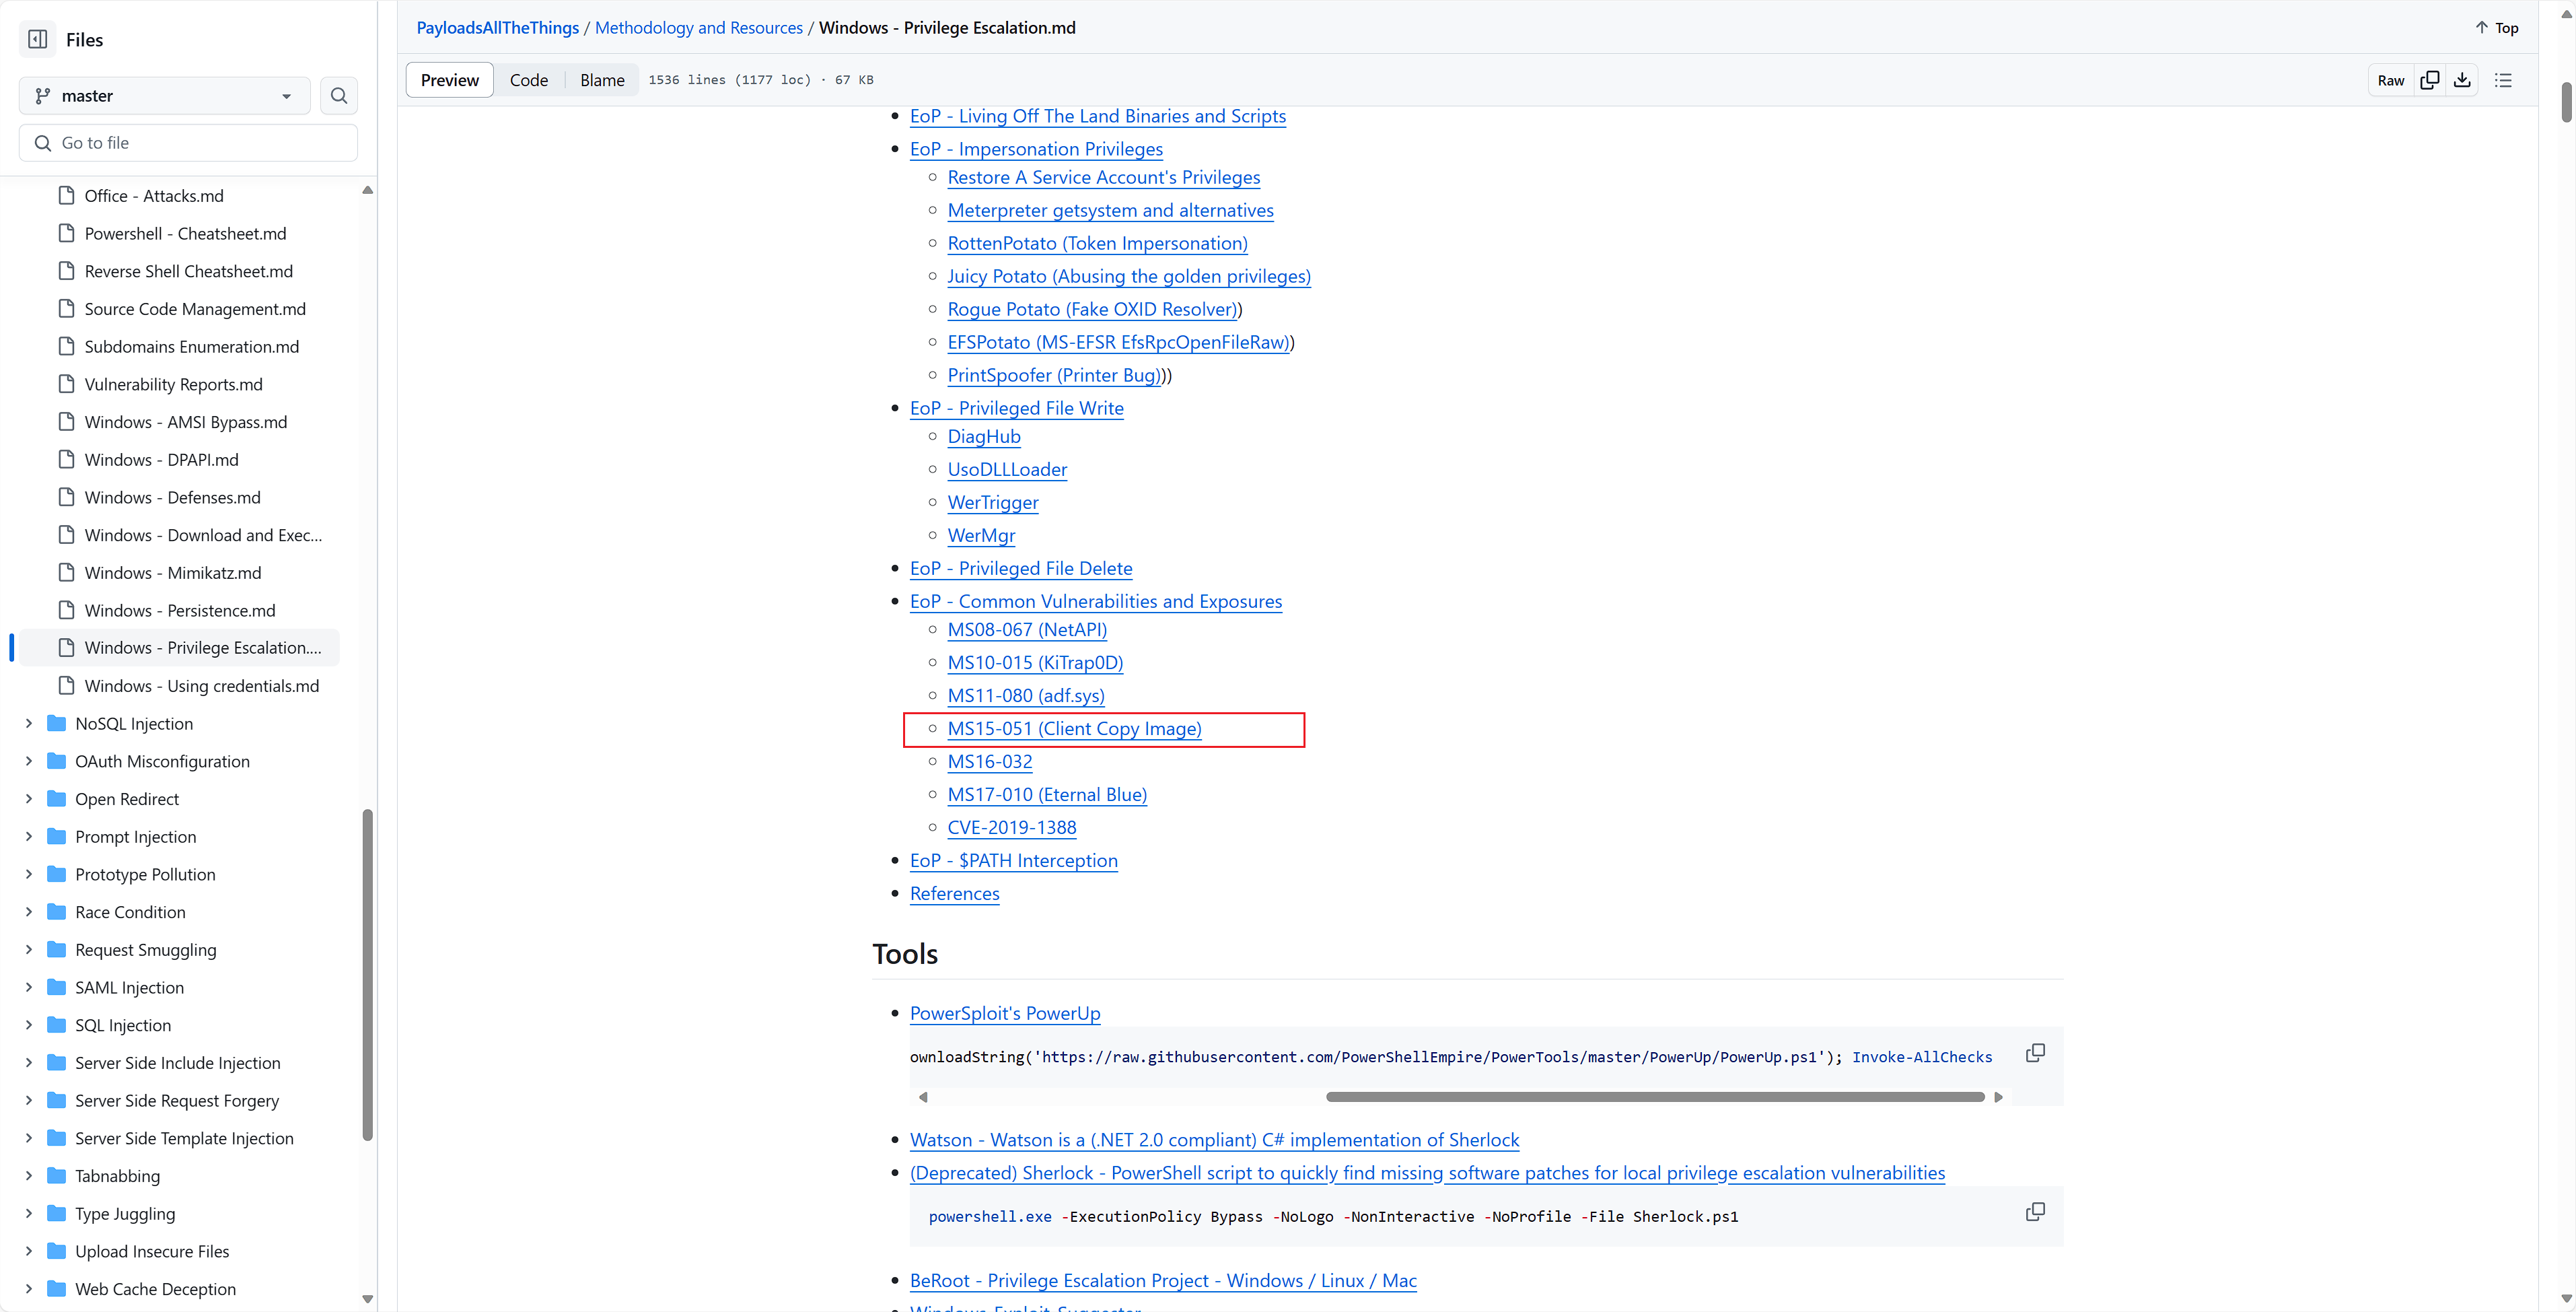 Files
master
Go to file
Office - Attacks.md
Powershell - Cheatsheet.md
Reverse Shell Cheatsheet.md
Source Code Management.md
Subdomains Enumeration.md
Vulnerability Reports.md
Windows - AMSI Bypass.md
Windows - DPAPI.md
Windows - Defenses.md
Windows - Download and Exec...
Windows - Mimikatz.md
Windows - Persistence.md
Windows - Privilege Escalation....
Windows - Using credentials.md
NoSQL Injection
OAuth Misconfiguration
Open Redirect
Prompt Injection
Prototype Pollution
Race Condition
Request Smuggling
SAML Injection
SQL Injection
Server Side Include Injection
Server Side Request Forgery
Server Side Template Injection
Tabnabbing
Type Juggling
Upload Insecure Files
Web Cache Deception
PayloadsAllTheThings / Methodology and Resources / Windows - Privilege Escalation.md
Top
Preview Code Blame 1536 lines (1177 loc) · 67 KB
Raw
EoP - Living Off The Land Binaries and Scripts
EoP - Impersonation Privileges
Restore A Service Account's Privileges
Meterpreter getsystem and alternatives
RottenPotato (Token Impersonation)
Juicy Potato (Abusing the golden privileges)
Rogue Potato (Fake OXID Resolver))
EFSPotato (MS-EFSR EfsRpcOpenFileRaw))
PrintSpoofer (Printer Bug)))
EoP - Privileged File Write
DiagHub
UsoDLLLoader
WerTrigger
WerMgr
EoP - Privileged File Delete
EoP - Common Vulnerabilities and Exposures
MS08-067 (NetAPI)
MS10-015 (KiTrap0D)
MS11-080 (adf.sys)
MS15-051 (Client Copy Image)
MS16-032
MS17-010 (Eternal Blue)
CVE-2019-1388
EoP - $PATH Interception
References
Tools
PowerSploit's PowerUp
ownloadString('https://raw.githubusercontent.com/PowerShellEmpire/PowerTools/master/PowerUp/PowerUp.ps1'); Invoke-AllChecks
Watson - Watson is a (.NET 2.0 compliant) C# implementation of Sherlock
(Deprecated) Sherlock - PowerShell script to quickly find missing software patches for local privilege escalation vulnerabilities
powershell.exe -ExecutionPolicy Bypass -NoLogo -NonInteractive -NoProfile -File Sherlock.ps1
BeRoot - Privilege Escalation Project - Windows / Linux / Mac